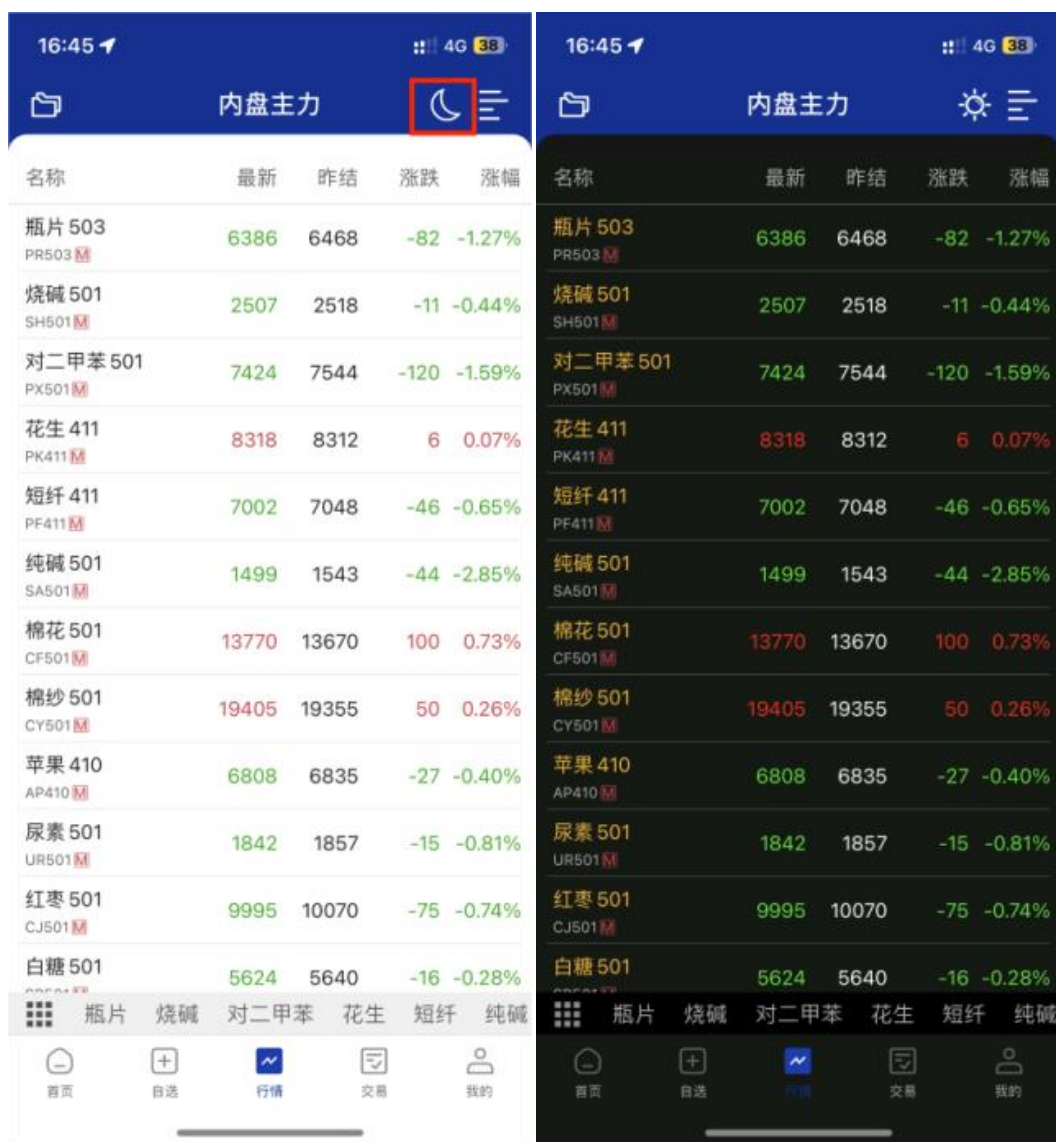 16:45 4G 38
内盘主力
名称 最新 昨结 涨跌 涨幅
瓶片 503 6386 6468 -82 -1.27%
PR503 M
烧碱 501 2507 2518 -11 -0.44%
SH501 M
对二甲苯 501 7424 7544 -120 -1.59%
PX501 M
花生 411 8318 8312 6 0.07%
PK411 M
短纤 411 7002 7048 -46 -0.65%
PF411 M
纯碱 501 1499 1543 -44 -2.85%
SA501 M
棉花 501 13770 13670 100 0.73%
CF501 M
棉纱 501 19405 19355 50 0.26%
CY501 M
苹果 410 6808 6835 -27 -0.40%
AP410 M
尿素 501 1842 1857 -15 -0.81%
UR501 M
红枣 501 9995 10070 -75 -0.74%
CJ501 M
白糖 501 5624 5640 -16 -0.28%
瓶片 烧碱 对二甲苯 花生 短纤 纯碱
首页 自选 行情 交易 我的
16:45 4G 38
内盘主力
名称 最新 昨结 涨跌 涨幅
瓶片 503 6386 6468 -82 -1.27%
PR503 M
烧碱 501 2507 2518 -11 -0.44%
SH501 M
对二甲苯 501 7424 7544 -120 -1.59%
PX501 M
花生 411 8318 8312 6 0.07%
PK411 M
短纤 411 7002 7048 -46 -0.65%
PF411 M
纯碱 501 1499 1543 -44 -2.85%
SA501 M
棉花 501 13770 13670 100 0.73%
CF501 M
棉纱 501 19405 19355 50 0.26%
CY501 M
苹果 410 6808 6835 -27 -0.40%
AP410 M
尿素 501 1842 1857 -15 -0.81%
UR501 M
红枣 501 9995 10070 -75 -0.74%
CJ501 M
白糖 501 5624 5640 -16 -0.28%
瓶片 烧碱 对二甲苯 花生 短纤 纯碱
首页 自选 行情 交易 我的